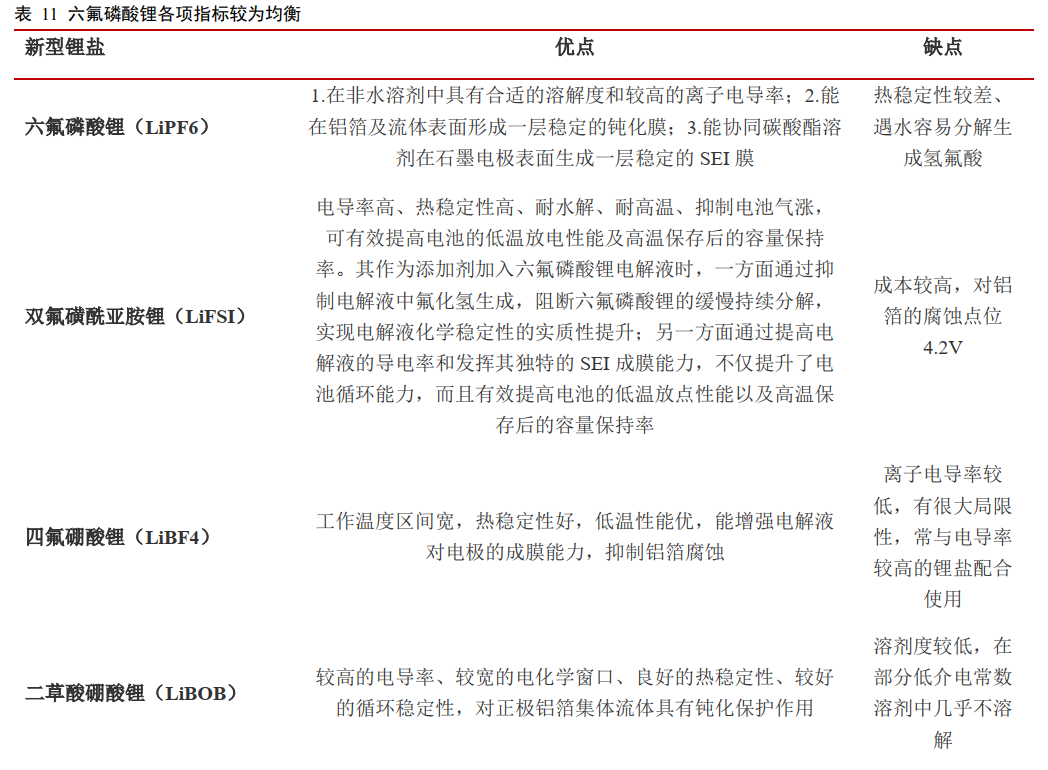 表 11 六氟磷酸锂各项指标较为均衡
新型锂盐 优点 缺点
六氟磷酸锂（LiPF6）
1.在非水溶剂中具有合适的溶解度和较高的离子电导率；2.能
在铝箔及流体表面形成一层稳定的钝化膜；3.能协同碳酸酯溶
剂在石墨电极表面生成一层稳定的 SEI 膜
热稳定性较差、
遇水容易分解生
成氢氟酸
双氟磺酰亚胺锂（LiFSI）
电导率高、热稳定性高、耐水解、耐高温、抑制电池气涨，
可有效提高电池的低温放电性能及高温保存后的容量保持
率。其作为添加剂加入六氟磷酸锂电解液时，一方面通过抑
制电解液中氟化氢生成，阻断六氟磷酸锂的缓慢持续分解，
实现电解液化学稳定性的实质性提升；另一方面通过提高电
解液的导电率和发挥其独特的 SEI 成膜能力，不仅提升了电
池循环能力，而且有效提高电池的低温放点性能以及高温保
存后的容量保持率
成本较高，对铝
箔的腐蚀点位
4.2V
四氟硼酸锂（LiBF4）
工作温度区间宽，热稳定性好，低温性能优，能增强电解液
对电极的成膜能力，抑制铝箔腐蚀
离子电导率较
低，有很大局限
性，常与电导率
较高的锂盐配合
使用
二草酸硼酸锂（LiBOB）
较高的电导率、较宽的电化学窗口、良好的热稳定性、较好
的循环稳定性，对正极铝箔集体流体具有钝化保护作用
溶剂度较低，在
部分低介电常数
溶剂中几乎不溶
解